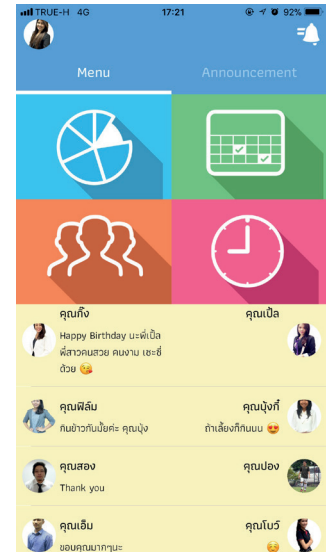 TRUE-H 4G 17:21 92%
Menu Announcement
คุณกิ๊ง คุณเปิ้ล
Happy Birthday นะพี่เปิ้ล
พี่สาวคนสวย คนงาม เซะซี่
ด้วย 😘
คุณฟิล์ม คุณบุ้งกี๋
กินข้าวกันมั้ยค่ะ คุณบุ้ง ถ้าเลี้ยงก็กินนน 😍
คุณสอง คุณปอง
Thank you
คุณเอ็ม คุณโบว์
ขอบคุณมากๆนะ ☺️